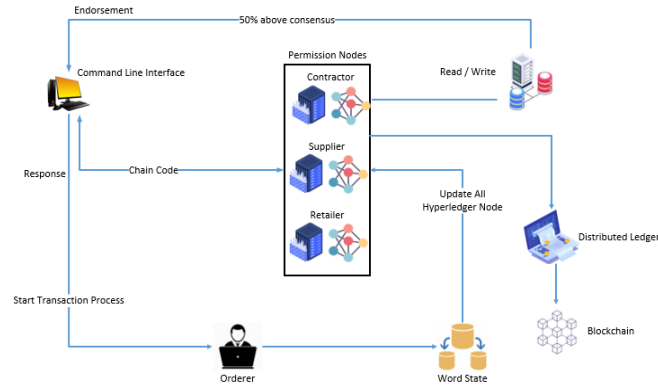 Endorsement
50% above consensus
Permission Nodes
Command Line Interface
Contractor
Read / Write
Supplier
Response
Chain Code
Update All
Hyperledger Node
Retailer
Distributed Ledger
Start Transaction Process
Blockchain
Orderer
Word State